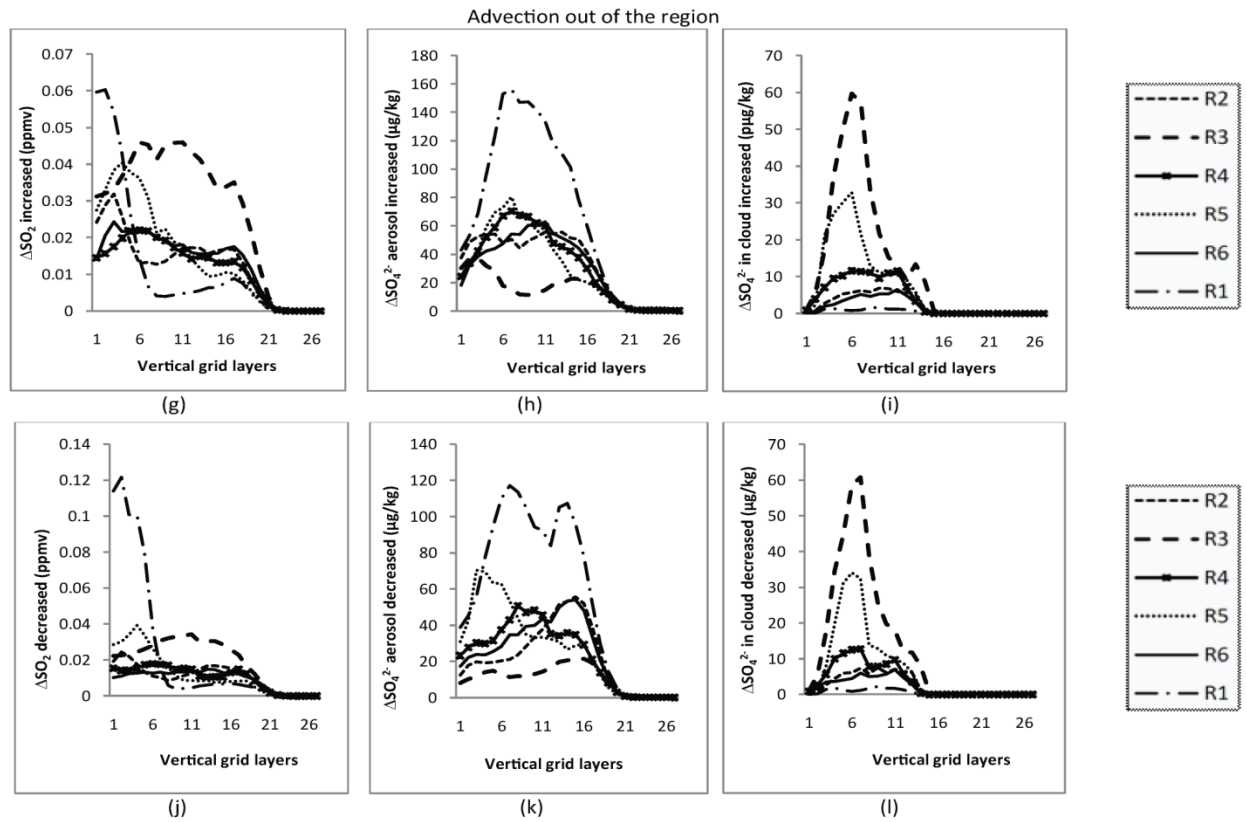 Advection out of the region
0.07
0.06
0.05
0.04
0.03
0.02
0.01
0
ΔSO₂ increased (ppmv)
1 6 11 16 21 26
Vertical grid layers
(g)
180
160
140
120
100
80
60
40
20
0
ΔSO₄²⁻ aerosol increased (µg/kg)
1 6 11 16 21 26
Vertical grid layers
(h)
70
60
50
40
30
20
10
0
ΔSO₄²⁻ in cloud increased (pµg/kg)
1 6 11 16 21 26
Vertical grid layers
(i)
R2
R3
R4
R5
R6
R1
0.14
0.12
0.1
0.08
0.06
0.04
0.02
0
ΔSO₂ decreased (ppmv)
1 6 11 16 21 26
Vertical grid layers
(j)
140
120
100
80
60
40
20
0
ΔSO₄²⁻ aerosol decreased (µg/kg)
1 6 11 16 21 26
Vertical grid layers
(k)
70
60
50
40
30
20
10
0
ΔSO₄²⁻ in cloud decreased (µg/kg)
1 6 11 16 21 26
Vertical grid layers
(l)
R2
R3
R4
R5
R6
R1